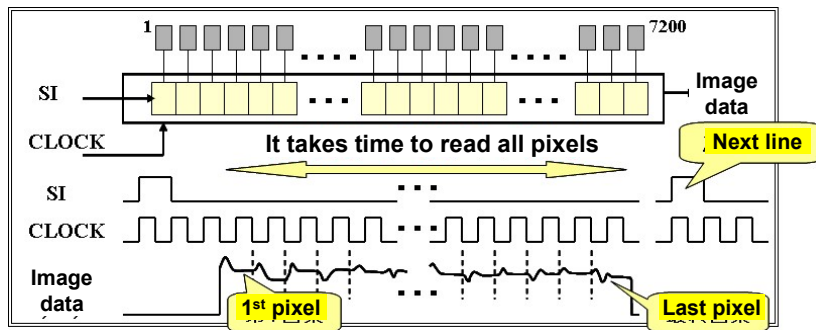 1
7200
SI
Image
data
CLOCK
It takes time to read all pixels
Next line
SI
CLOCK
Image
data
1st pixel
Last pixel